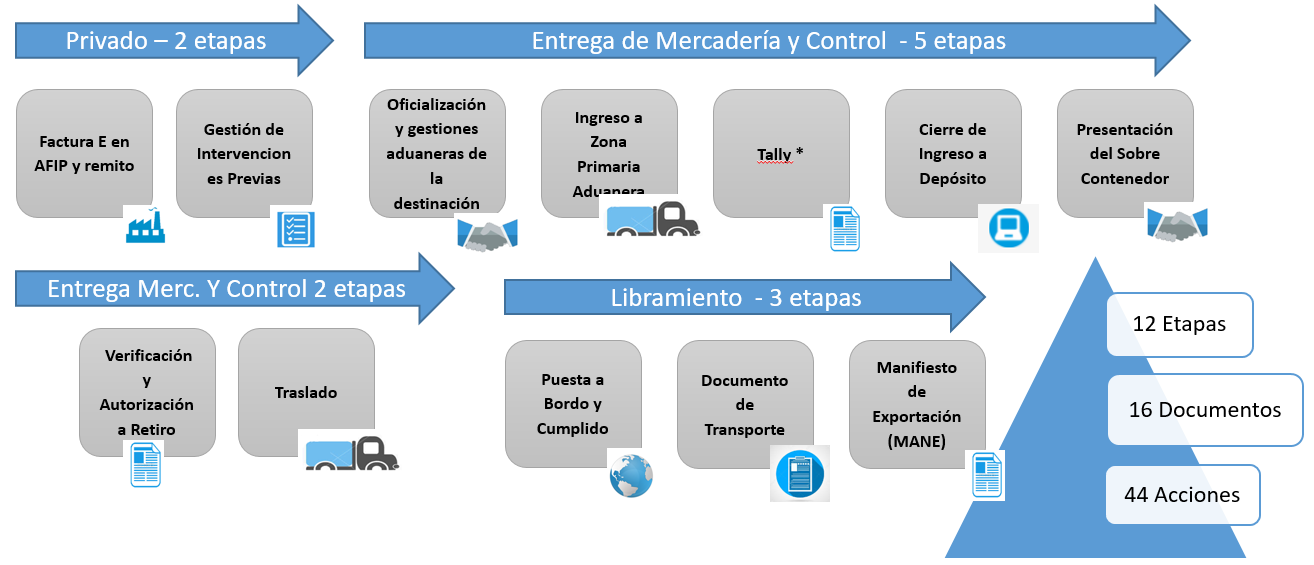 Privado – 2 etapas
Entrega de Mercadería y Control  - 5 etapas
Factura E en
AFIP y remito
Gestión de
Intervencion
es Previas
Oficialización
y gestiones
aduaneras de
la
destinación
Ingreso a
Zona
Primaria
Aduanera
Tally *
Cierre de
Ingreso a
Depósito
Presentación
del Sobre
Contenedor
Entrega Merc. Y Control 2 etapas
Libramiento  - 3 etapas
Verificación
y
Autorización
a Retiro
Traslado
Puesta a
Bordo y
Cumplido
Documento
de
Transporte
Manifiesto
de
Exportación
(MANE)
12 Etapas
16 Documentos
44 Acciones